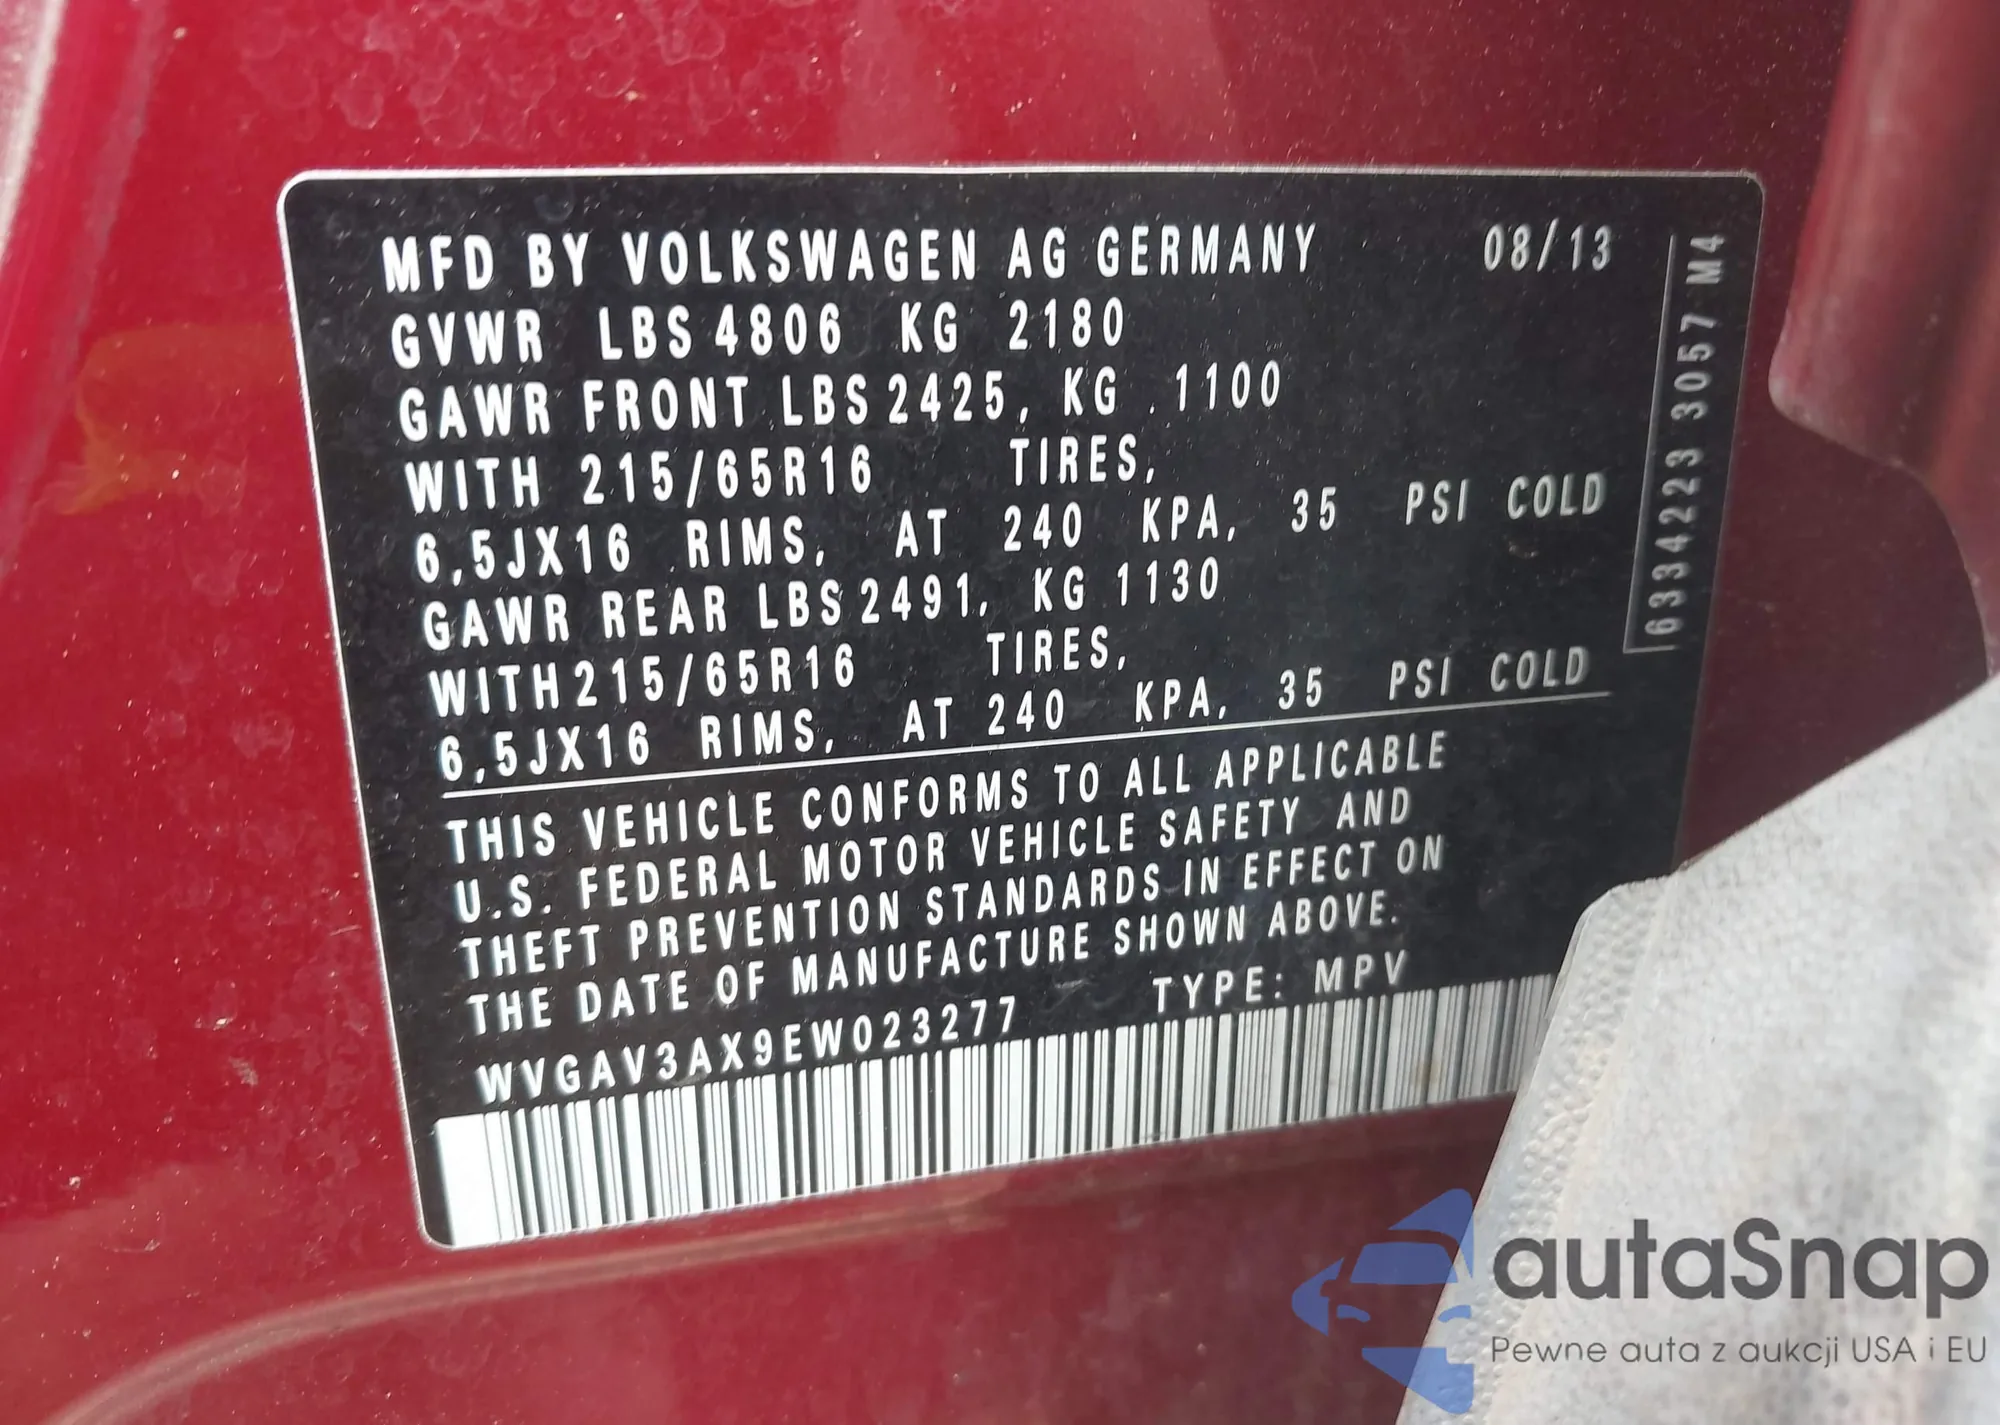 MFD BY VOLKSWAGEN AG GERMANY 08/13
GVWR LBS 4806 KG 2180
GAWR FRONT LBS 2425, KG .1100
WITH 215/65R16 TIRES,
6,5JX16 RIMS, AT 240 KPA, 35 PSI COLD
GAWR REAR LBS 2491, KG 1130
WITH 215/65R16 TIRES,
6,5JX16 RIMS, AT 240 KPA, 35 PSI COLD
THIS VEHICLE CONFORMS TO ALL APPLICABLE
U.S. FEDERAL MOTOR VEHICLE SAFETY AND
THEFT PREVENTION STANDARDS IN EFFECT ON
THE DATE OF MANUFACTURE SHOWN ABOVE.
WVGAV3AX9EW023277 TYPE: MPV
6334223 3057 M4
autaSnap
Pewne auta z aukcji USA i EU